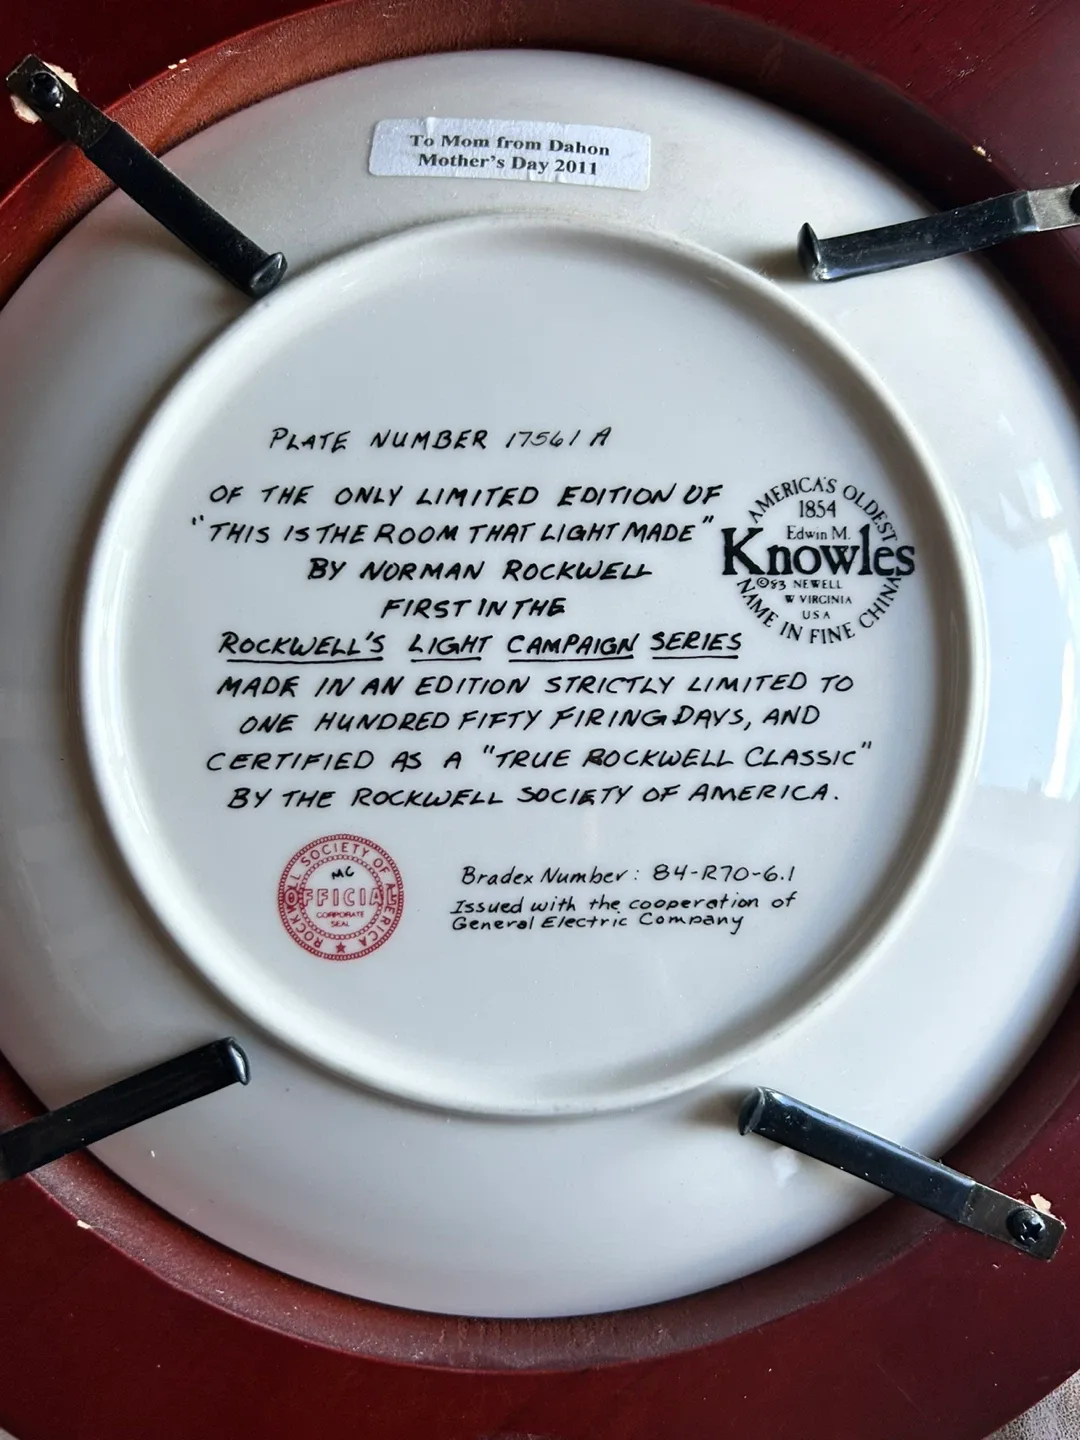 To Mom from Dahon
Mother's Day 2011
PLATE NUMBER 17561 A
OF THE ONLY LIMITED EDITION OF
"THIS IS THE ROOM THAT LIGHT MADE"
BY NORMAN ROCKWELL
FIRST IN THE
ROCKWELL'S LIGHT CAMPAIGN SERIES
MADE IN AN EDITION STRICTLY LIMITED TO
ONE HUNDRED FIFTY FIRING DAYS, AND
CERTIFIED AS A "TRUE ROCKWELL CLASSIC"
BY THE ROCKWELL SOCIETY OF AMERICA.
AMERICA'S OLDEST
1854
Edwin M.
Knowles
©83 NEWELL
W VIRGINIA
USA
NAME IN FINE CHINA
ROCKWELL SOCIETY OF AMERICA
MC
OFFICIAL
CORPORATE
SEAL
Bradex Number: 84-R70-6.1
Issued with the cooperation of
General Electric Company